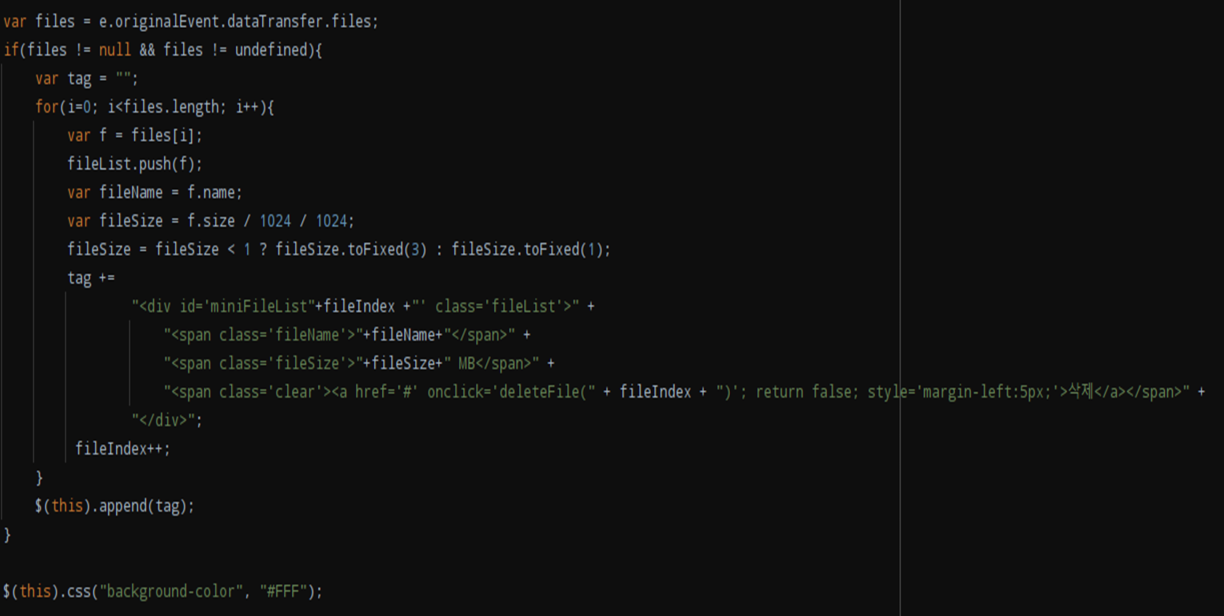 var files = e.originalEvent.dataTransfer.files;
if(files != null && files != undefined){
var tag = "";
for(i=0; i<files.length; i++){
var f = files[i];
fileList.push(f);
var fileName = f.name;
var fileSize = f.size / 1024 / 1024;
fileSize = fileSize < 1 ? fileSize.toFixed(3) : fileSize.toFixed(1);
tag +=
"<div id='miniFileList"+fileIndex +"' class='fileList'>" +
"<span class='fileName'>"+fileName+"</span>" +
"<span class='fileSize'>"+fileSize+" MB</span>" +
"<span class='clear'><a href='#' onclick='deleteFile(" + fileIndex + ")'; return false; style='margin-left:5px;'>삭제</a></span>" +
"</div>";
fileIndex++;
}
$(this).append(tag);
}
$(this).css("background-color", "#FFF");